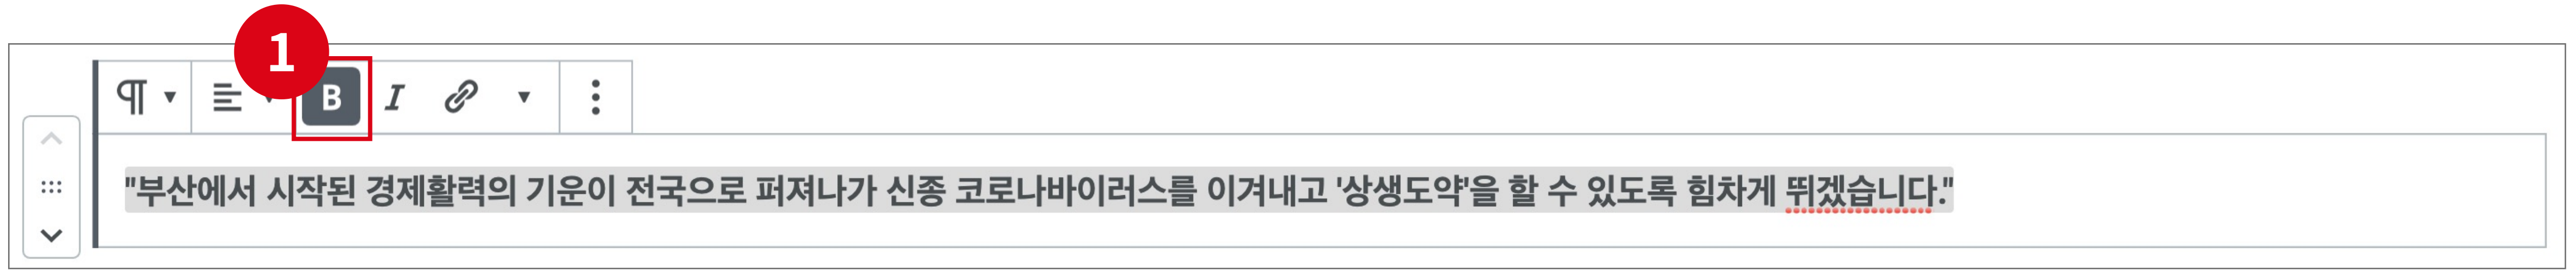 1
B I
"부산에서 시작된 경제활력의 기운이 전국으로 퍼져나가 신종 코로나바이러스를 이겨내고 '상생도약'을 할 수 있도록 힘차게 뛰겠습니다."